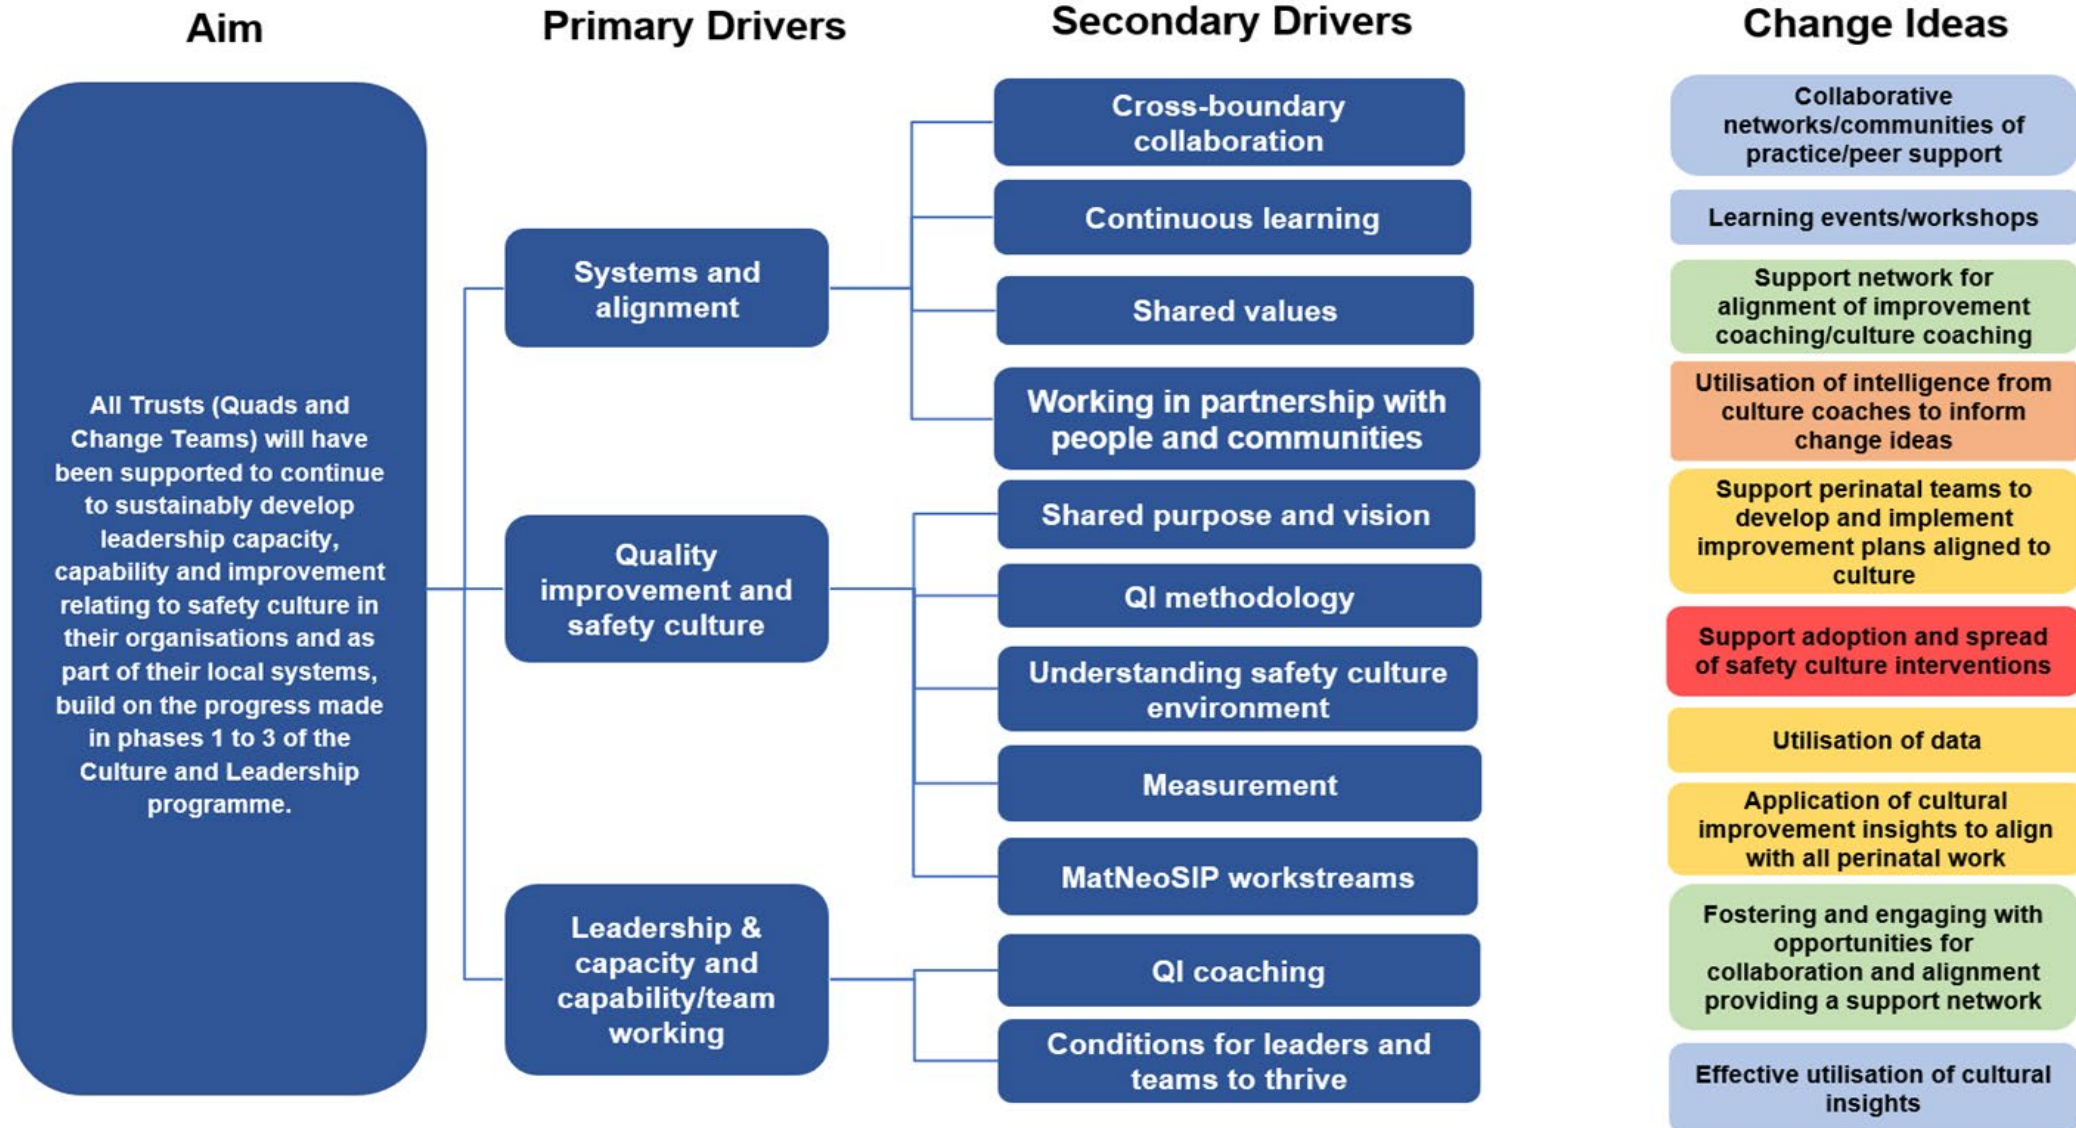 Aim
Primary Drivers
Secondary Drivers
Change Ideas
All Trusts (Quads and
Change Teams) will have
been supported to continue
to sustainably develop
leadership capacity,
capability and improvement
relating to safety culture in
their organisations and as
part of their local systems,
build on the progress made
in phases 1 to 3 of the
Culture and Leadership
programme.
Systems and
alignment
Quality
improvement and
safety culture
Leadership &
capacity and
capability/team
working
Cross-boundary
collaboration
Continuous learning
Shared values
Working in partnership with
people and communities
Shared purpose and vision
QI methodology
Understanding safety culture
environment
Measurement
MatNeoSIP workstreams
QI coaching
Conditions for leaders and
teams to thrive
Collaborative
networks/communities of
practice/peer support
Learning events/workshops
Support network for
alignment of improvement
coaching/culture coaching
Utilisation of intelligence from
culture coaches to inform
change ideas
Support perinatal teams to
develop and implement
improvement plans aligned to
culture
Support adoption and spread
of safety culture interventions
Utilisation of data
Application of cultural
improvement insights to align
with all perinatal work
Fostering and engaging with
opportunities for
collaboration and alignment
providing a support network
Effective utilisation of cultural
insights